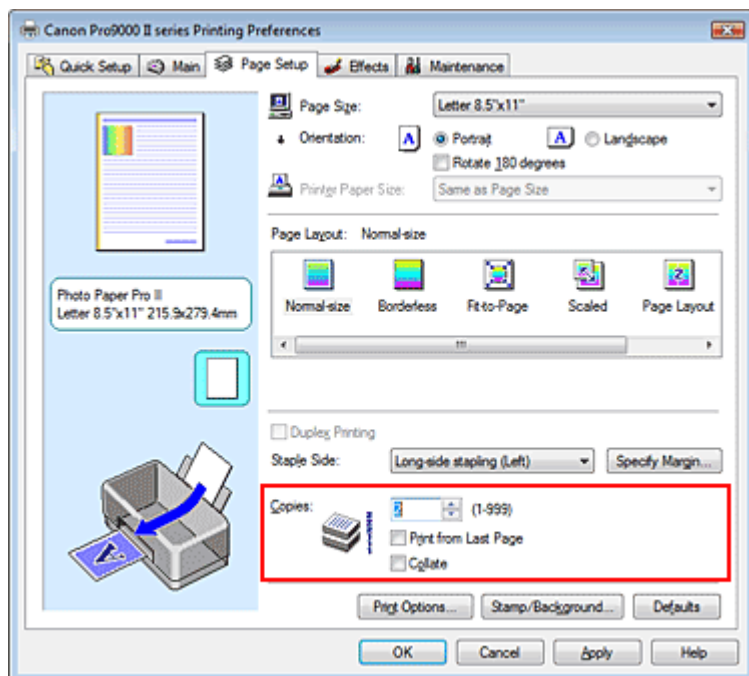 Canon Pro9000 II series Printing Preferences
Quick Setup Main Page Setup Effects Maintenance
Page Size: Letter 8.5"x11"
Orientation: A Portrait A Landscape
Rotate 180 degrees
Printer Paper Size: Same as Page Size
Page Layout: Normal-size
Normal-size Borderless Fit-to-Page Scaled Page Layout
Photo Paper Pro II
Letter 8.5"x11" 215.9x279.4mm
Duplex Printing
Staple Side: Long-side stapling (Left) Specify Margin...
Copies: 2 (1-999)
Print from Last Page
Collate
Print Options... Stamp/Background... Defaults
OK Cancel Apply Help